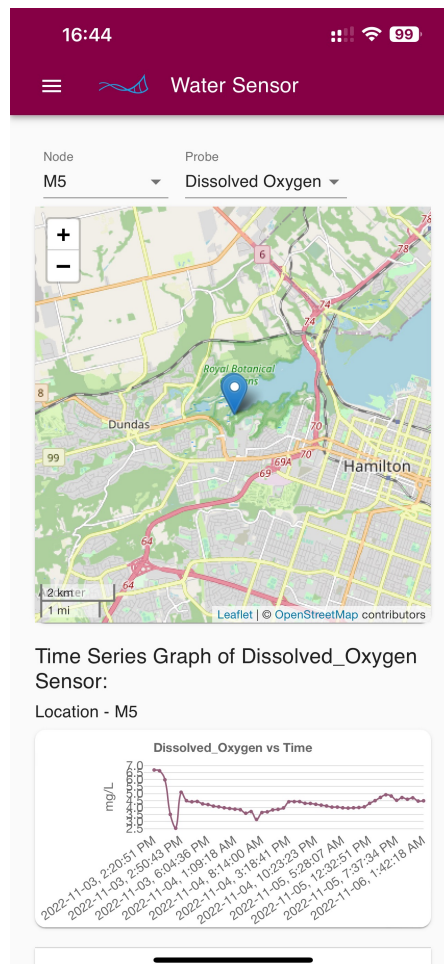 16:44
99
Water Sensor
Node
Probe
M5
Dissolved Oxygen
+
−
6
78
78
74
74
Royal Botanical
8
Dundas
99
70
70
69A
69
Hamilton
64
64
2 km
1 mi
Leaflet | © OpenStreetMap contributors
Time Series Graph of Dissolved_Oxygen
Sensor:
Location - M5
Dissolved_Oxygen vs Time
mg/L
7.0
6.5
6.0
5.5
5.0
4.5
4.0
3.5
3.0
2.5
2022-11-03, 2:20:51 PM
2022-11-03, 2:50:43 PM
2022-11-03, 6:04:36 PM
2022-11-04, 1:09:18 AM
2022-11-04, 8:14:00 AM
2022-11-04, 3:18:41 PM
2022-11-04, 10:23:23 PM
2022-11-05, 5:28:07 AM
2022-11-05, 12:32:51 PM
2022-11-05, 7:37:34 PM
2022-11-06, 1:42:18 AM